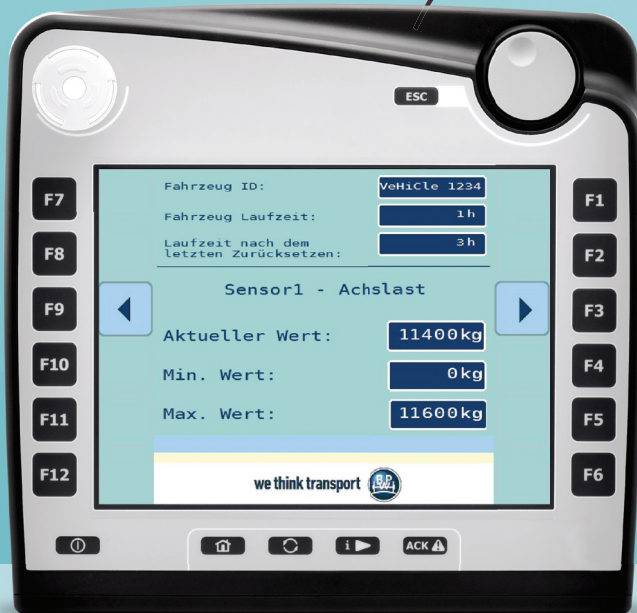 ESC
F7
F8
F9
F10
F11
F12
Fahrzeug ID: VeHiCle 1234
Fahrzeug Laufzeit: 1h
Laufzeit nach dem
letzten Zurücksetzen: 3h
Sensor1 - Achslast
Aktueller Wert: 11400kg
Min. Wert: 0kg
Max. Wert: 11600kg
we think transport BPW
F1
F2
F3
F4
F5
F6
i
ACK